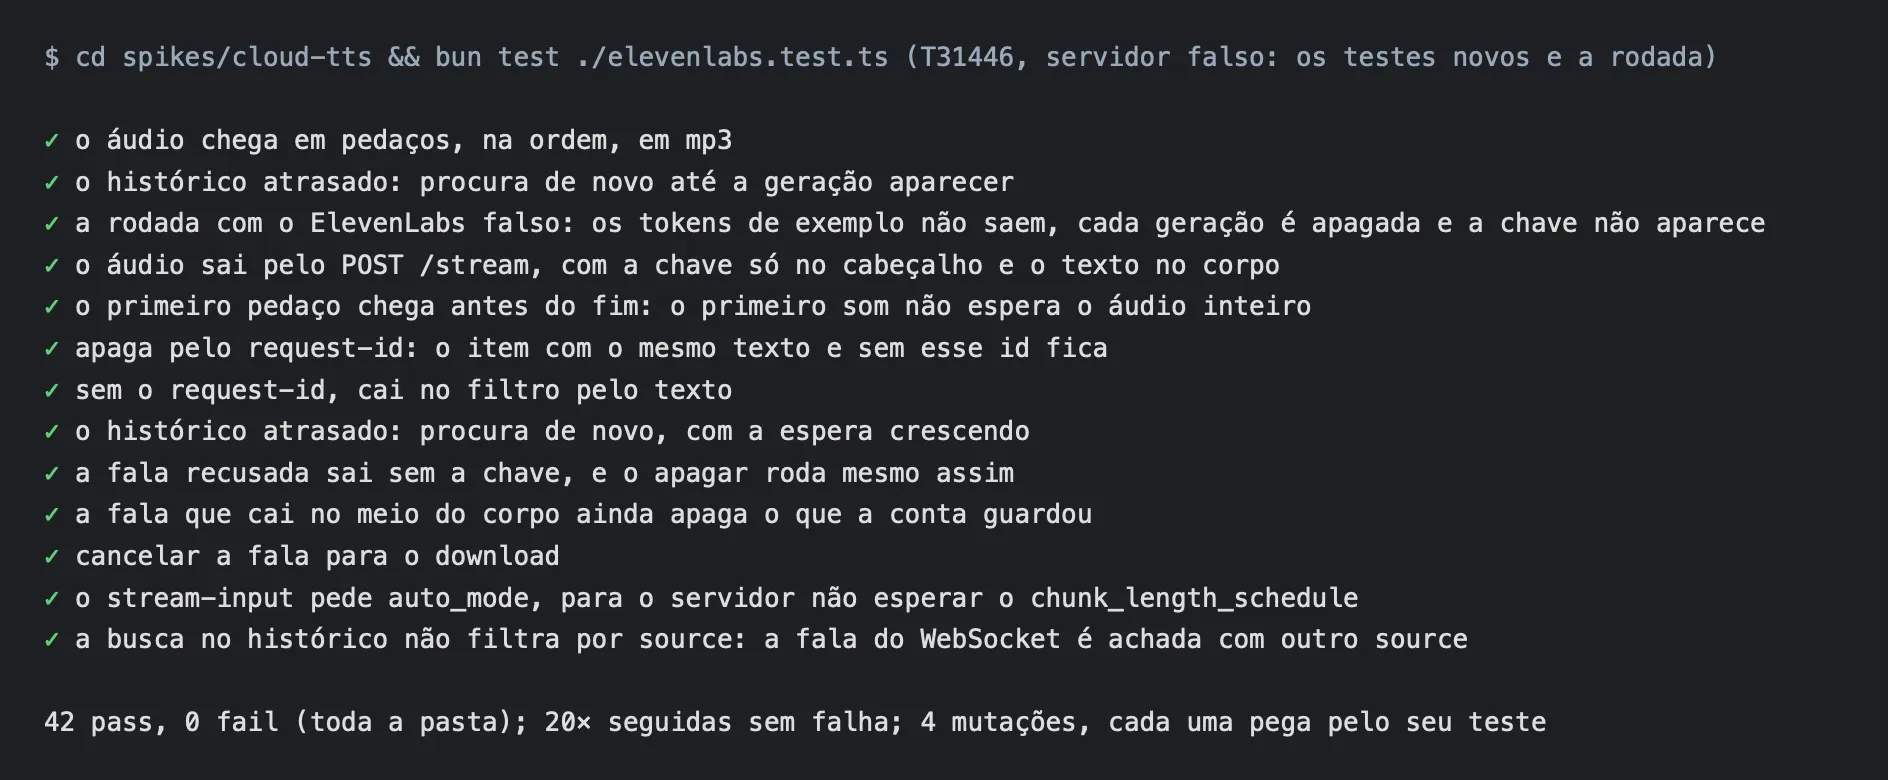 $ cd spikes/cloud-tts && bun test ./elevenlabs.test.ts (T31446, servidor falso: os testes novos e a rodada)
✓ o áudio chega em pedaços, na ordem, em mp3
✓ o histórico atrasado: procura de novo até a geração aparecer
✓ a rodada com o ElevenLabs falso: os tokens de exemplo não saem, cada geração é apagada e a chave não aparece
✓ o áudio sai pelo POST /stream, com a chave só no cabeçalho e o texto no corpo
✓ o primeiro pedaço chega antes do fim: o primeiro som não espera o áudio inteiro
✓ apaga pelo request-id: o item com o mesmo texto e sem esse id fica
✓ sem o request-id, cai no filtro pelo texto
✓ o histórico atrasado: procura de novo, com a espera crescendo
✓ a fala recusada sai sem a chave, e o apagar roda mesmo assim
✓ a fala que cai no meio do corpo ainda apaga o que a conta guardou
✓ cancelar a fala para o download
✓ o stream-input pede auto_mode, para o servidor não esperar o chunk_length_schedule
✓ a busca no histórico não filtra por source: a fala do WebSocket é achada com outro source
42 pass, 0 fail (toda a pasta); 20× seguidas sem falha; 4 mutações, cada uma pega pelo seu teste